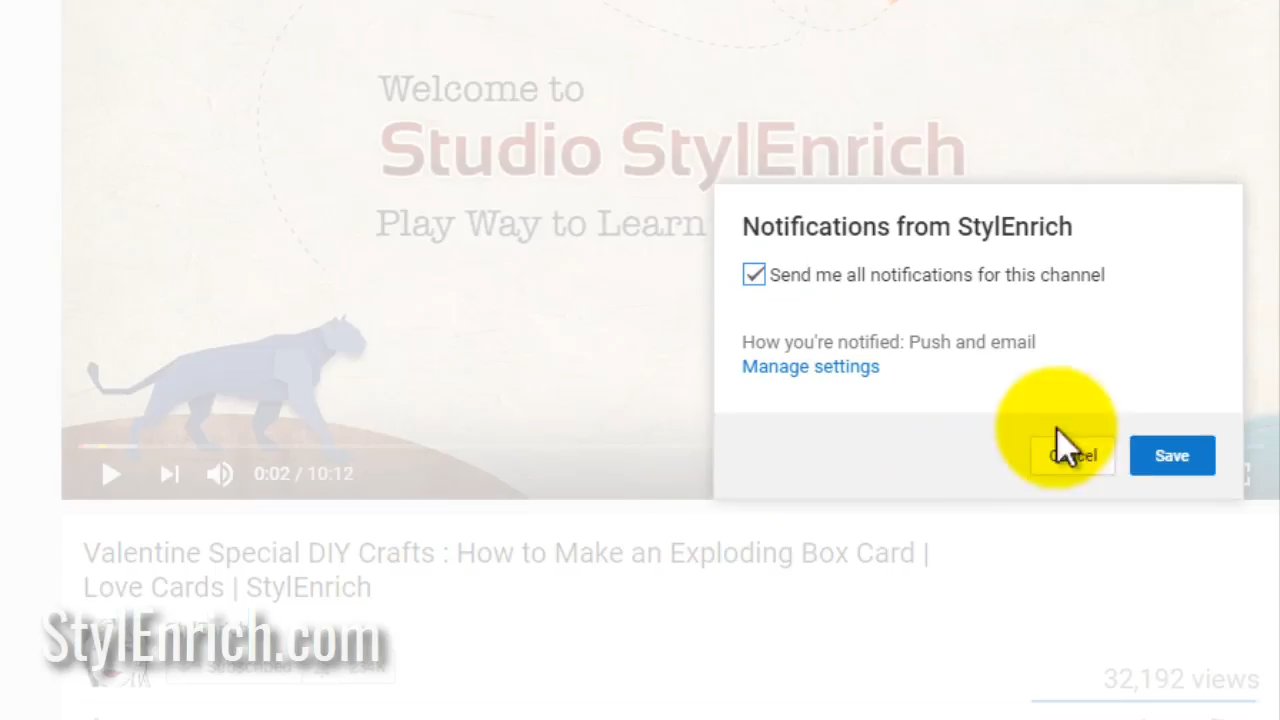 Welcome to
Studio StylEnrich
Play Way to Learn
Notifications from StylEnrich
Send me all notifications for this channel
How you're notified: Push and email
Manage settings
Save
0:02 / 10:12
Valentine Special DIY Crafts : How to Make an Exploding Box Card |
Love Cards | StylEnrich
StylEnrich.com
Subscribed
32,192 views